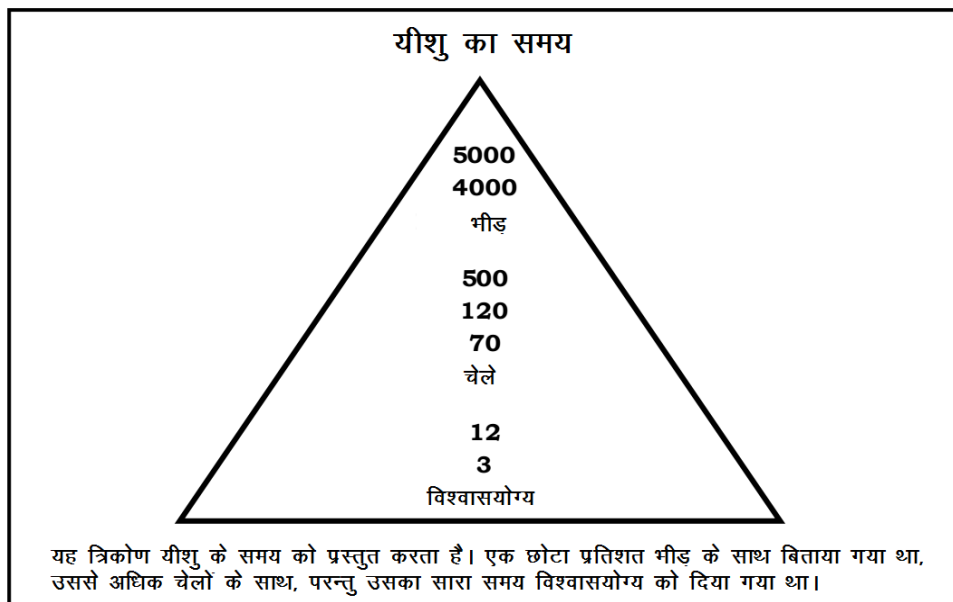 यीशु का समय
5000
4000
भीड़
500
120
70
चेले
12
3
विश्वासयोग्य
यह त्रिकोण यीशु के समय को प्रस्तुत करता है। एक छोटा प्रतिशत भीड़ के साथ बिताया गया था,
उससे अधिक चेलों के साथ, परन्तु उसका सारा समय विश्वासयोग्य को दिया गया था।